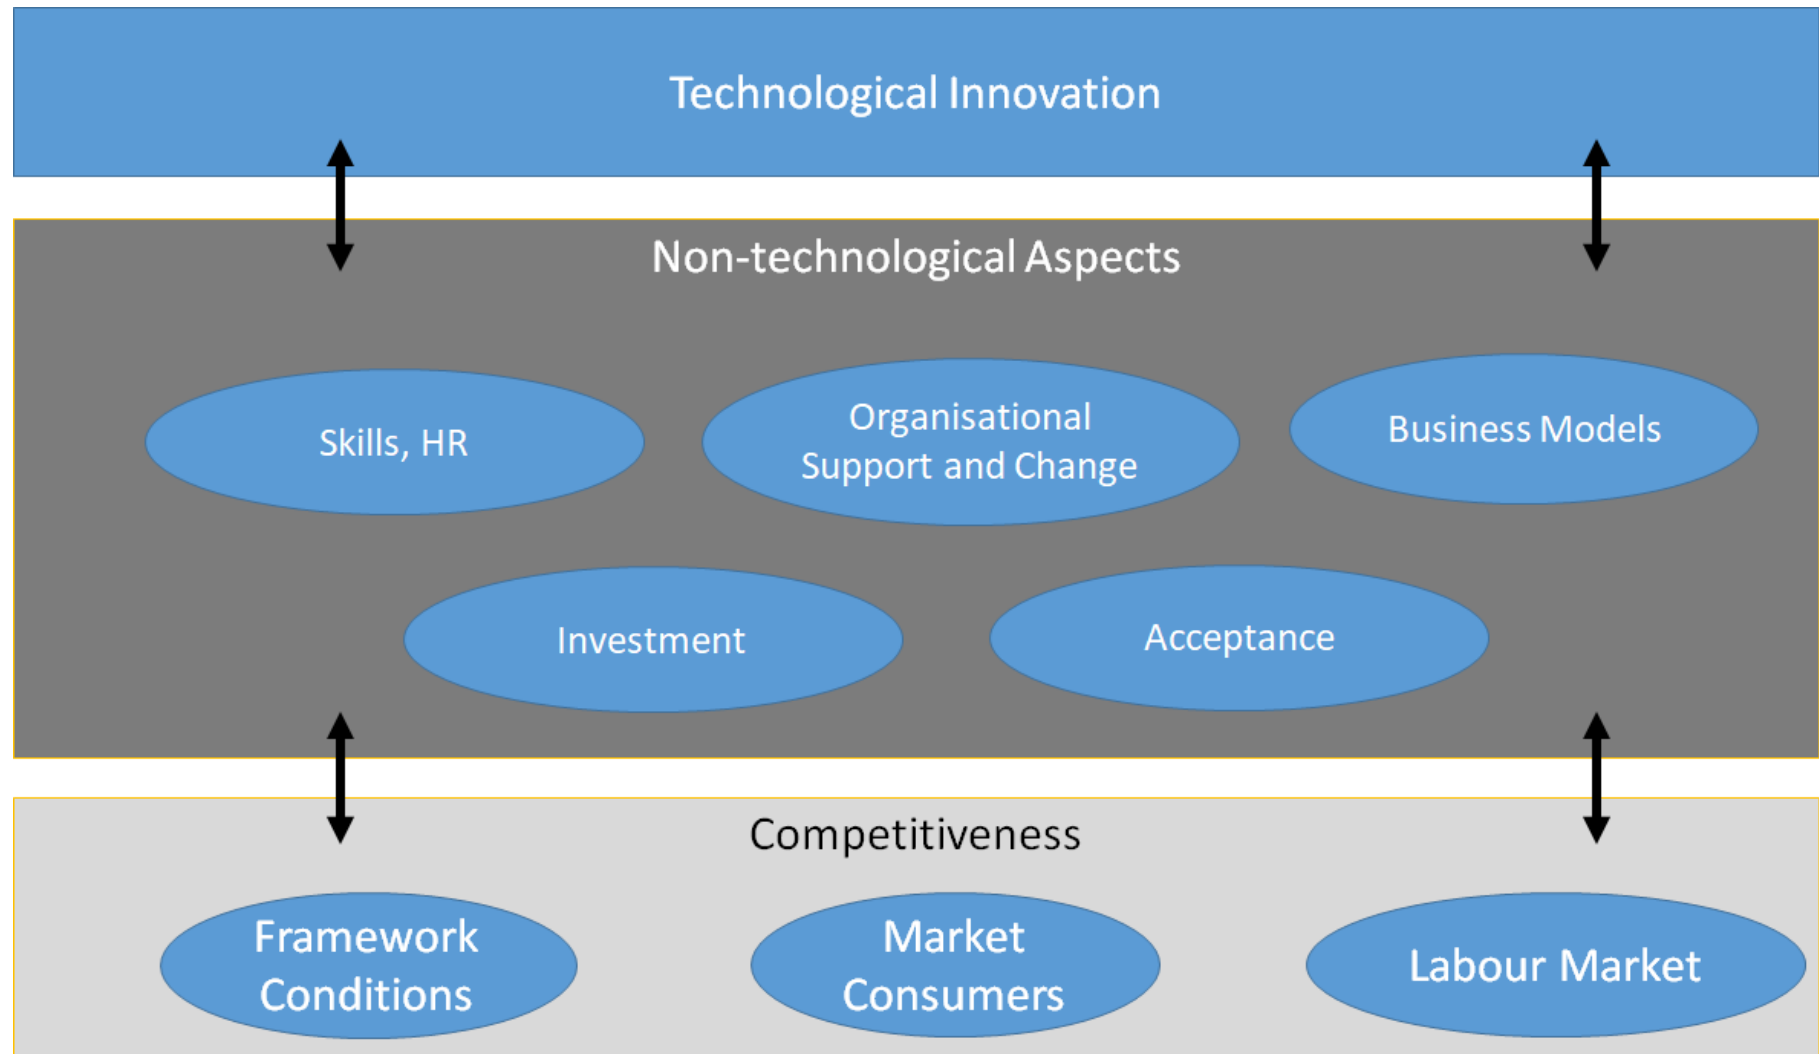 Technological Innovation
Non-technological Aspects
Skills, HR
Organisational
Support and Change
Business Models
Investment
Acceptance
Competitiveness
Framework
Conditions
Market
Consumers
Labour Market